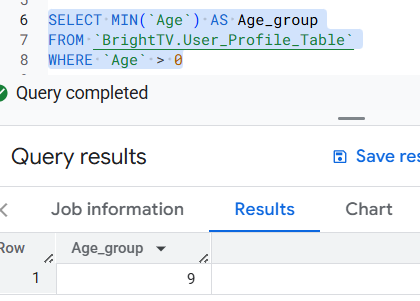 5
6 SELECT MIN(`Age`) AS Age_group
7 FROM `BrightTV.User_Profile_Table`
8 WHERE `Age` > 0
Query completed
Query results
Save res
Job information Results Chart
Row Age_group
1 9